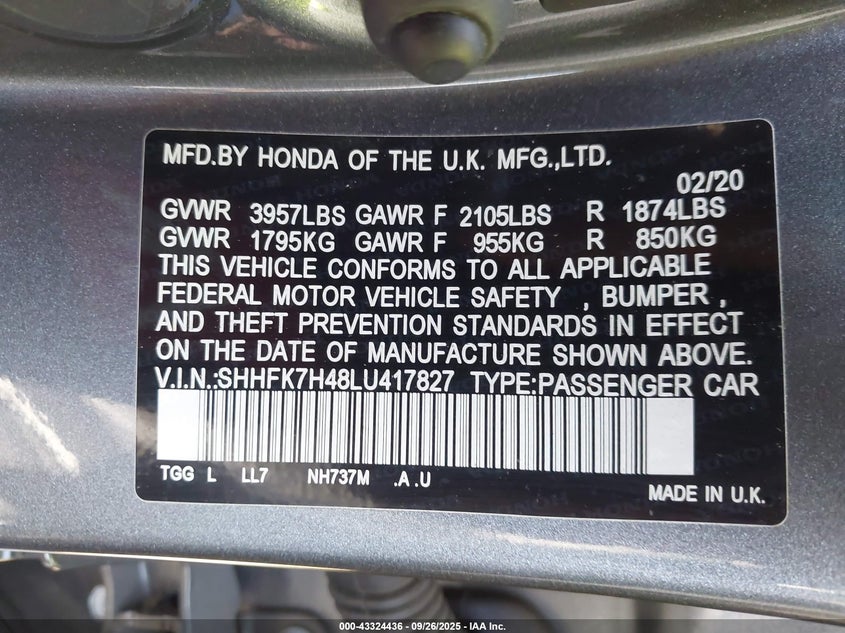 MFD.BY HONDA OF THE U.K. MFG.,LTD.
02/20
GVWR 3957LBS GAWR F 2105LBS R 1874LBS
GVWR 1795KG GAWR F 955KG R 850KG
THIS VEHICLE CONFORMS TO ALL APPLICABLE
FEDERAL MOTOR VEHICLE SAFETY , BUMPER ,
AND THEFT PREVENTION STANDARDS IN EFFECT
ON THE DATE OF MANUFACTURE SHOWN ABOVE.
V.I.N.:SHHFK7H48LU417827 TYPE:PASSENGER CAR
TGG L LL7 NH737M .A .U
MADE IN U.K.
000-43324436 - 09/26/2025 - IAA Inc.